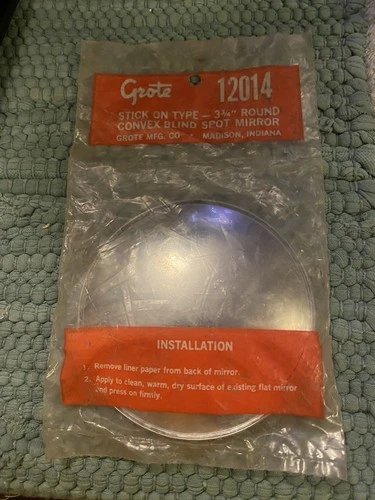 Grote 12014
STICK ON TYPE – 3¾" ROUND
CONVEX BLIND SPOT MIRROR
GROTE MFG. CO • MADISON, INDIANA
INSTALLATION
1. Remove liner paper from back of mirror.
2. Apply to clean, warm, dry surface of existing flat mirror
and press on firmly.